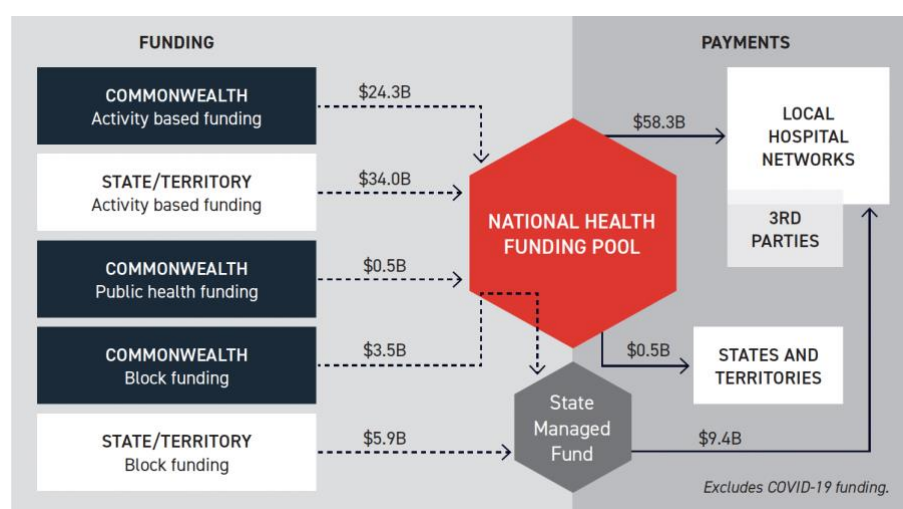 FUNDING
PAYMENTS
COMMONWEALTH
Activity based funding
$24.3B
STATE/TERRITORY
Activity based funding
$34.0B
COMMONWEALTH
Public health funding
$0.5B
COMMONWEALTH
Block funding
$3.5B
STATE/TERRITORY
Block funding
$5.9B
NATIONAL HEALTH
FUNDING POOL
State
Managed
Fund
$58.3B
LOCAL
HOSPITAL
NETWORKS
3RD
PARTIES
$0.5B
STATES AND
TERRITORIES
$9.4B
Excludes COVID-19 funding.